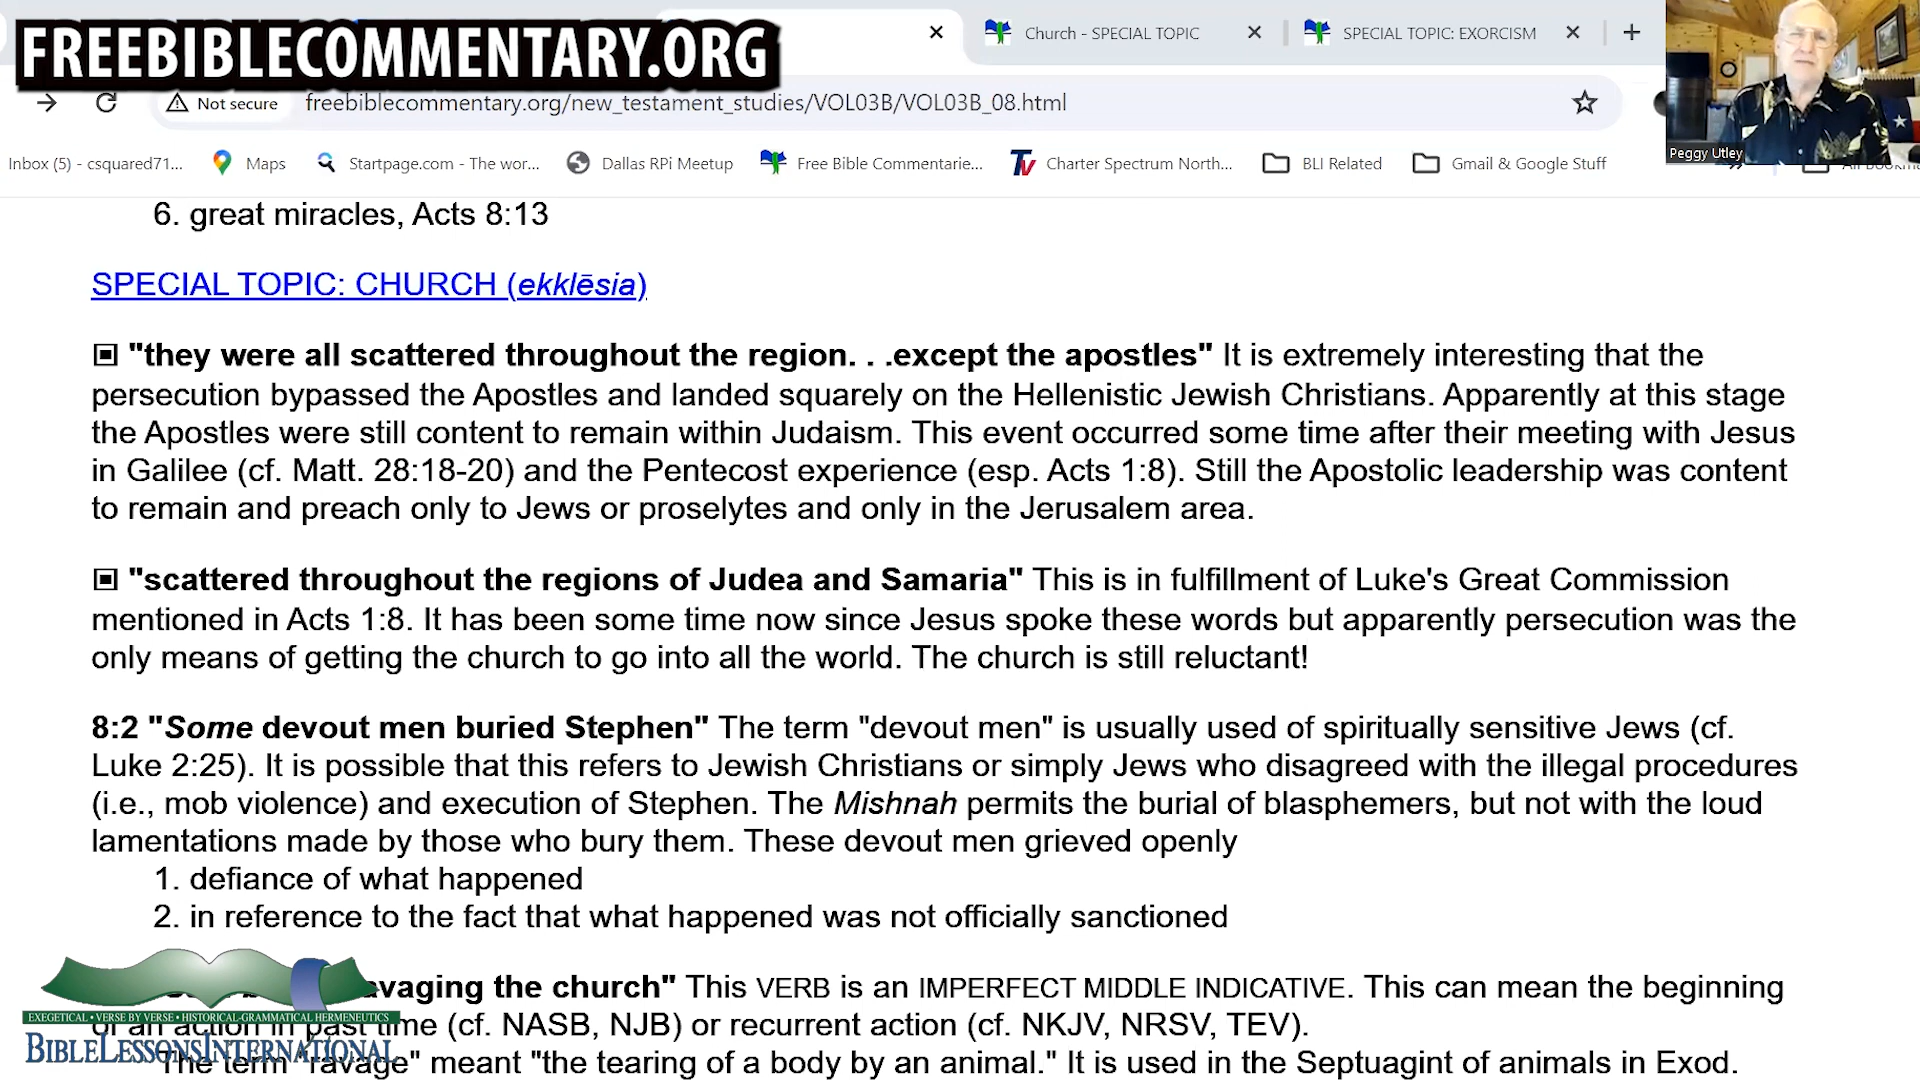 FREEBIBLECOMMENTARY.ORG
Church - SPECIAL TOPIC
SPECIAL TOPIC: EXORCISM
Not secure
freebiblecommentary.org/new_testament_studies/VOL03B/VOL03B_08.html
Peggy Utley
Inbox (5) - csquared71... Maps Startpage.com - The wor... Dallas RPi Meetup Free Bible Commentarie... Charter Spectrum North... BLI Related Gmail & Google Stuff
6. great miracles, Acts 8:13
SPECIAL TOPIC: CHURCH (ekklēsia)
"they were all scattered throughout the region. . .except the apostles" It is extremely interesting that the
persecution bypassed the Apostles and landed squarely on the Hellenistic Jewish Christians. Apparently at this stage
the Apostles were still content to remain within Judaism. This event occurred some time after their meeting with Jesus
in Galilee (cf. Matt. 28:18-20) and the Pentecost experience (esp. Acts 1:8). Still the Apostolic leadership was content
to remain and preach only to Jews or proselytes and only in the Jerusalem area.
"scattered throughout the regions of Judea and Samaria" This is in fulfillment of Luke's Great Commission
mentioned in Acts 1:8. It has been some time now since Jesus spoke these words but apparently persecution was the
only means of getting the church to go into all the world. The church is still reluctant!
8:2 "Some devout men buried Stephen" The term "devout men" is usually used of spiritually sensitive Jews (cf.
Luke 2:25). It is possible that this refers to Jewish Christians or simply Jews who disagreed with the illegal procedures
(i.e., mob violence) and execution of Stephen. The Mishnah permits the burial of blasphemers, but not with the loud
lamentations made by those who bury them. These devout men grieved openly
1. defiance of what happened
2. in reference to the fact that what happened was not officially sanctioned
the church" This VERB is an IMPERFECT MIDDLE INDICATIVE. This can mean the beginning
of an action in past time (cf. NASB, NJB) or recurrent action (cf. NKJV, NRSV, TEV).
The term "ravage" meant "the tearing of a body by an animal." It is used in the Septuagint of animals in Exod.
EXEGETICAL • VERSE BY VERSE • HISTORICAL-GRAMMATICAL HERMENEUTICS
BIBLELESSONSINTERNATIONAL